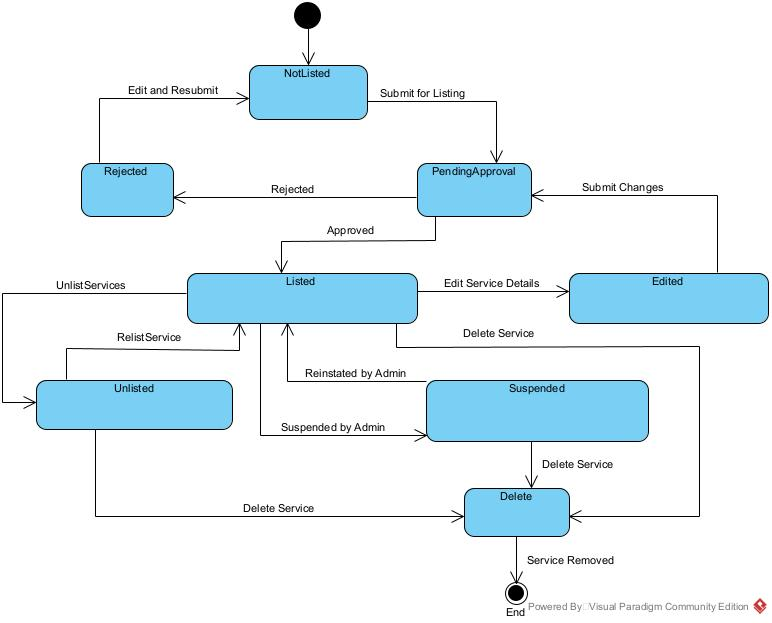 NotListed
Edit and Resubmit
Submit for Listing
Rejected
PendingApproval
Rejected
Submit Changes
Approved
UnlistServices
Listed
Edit Service Details
Edited
RelistService
Delete Service
Reinstated by Admin
Unlisted
Suspended
Suspended by Admin
Delete Service
Delete
Delete Service
Service Removed
End
Powered By Visual Paradigm Community Edition